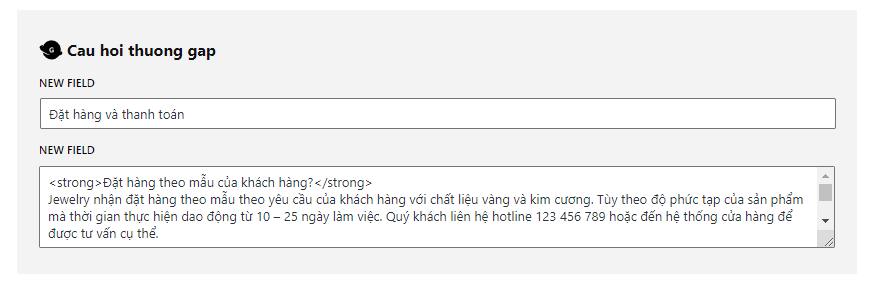 G
Cau hoi thuong gap
NEW FIELD
Đặt hàng và thanh toán
NEW FIELD
<strong>Đặt hàng theo mẫu của khách hàng?</strong>
Jewelry nhận đặt hàng theo mẫu theo yêu cầu của khách hàng với chất liệu vàng và kim cương. Tùy theo độ phức tạp của sản phẩm
mà thời gian thực hiện dao động từ 10 – 25 ngày làm việc. Quý khách liên hệ hotline 123 456 789 hoặc đến hệ thống cửa hàng để
được tư vấn cụ thể.